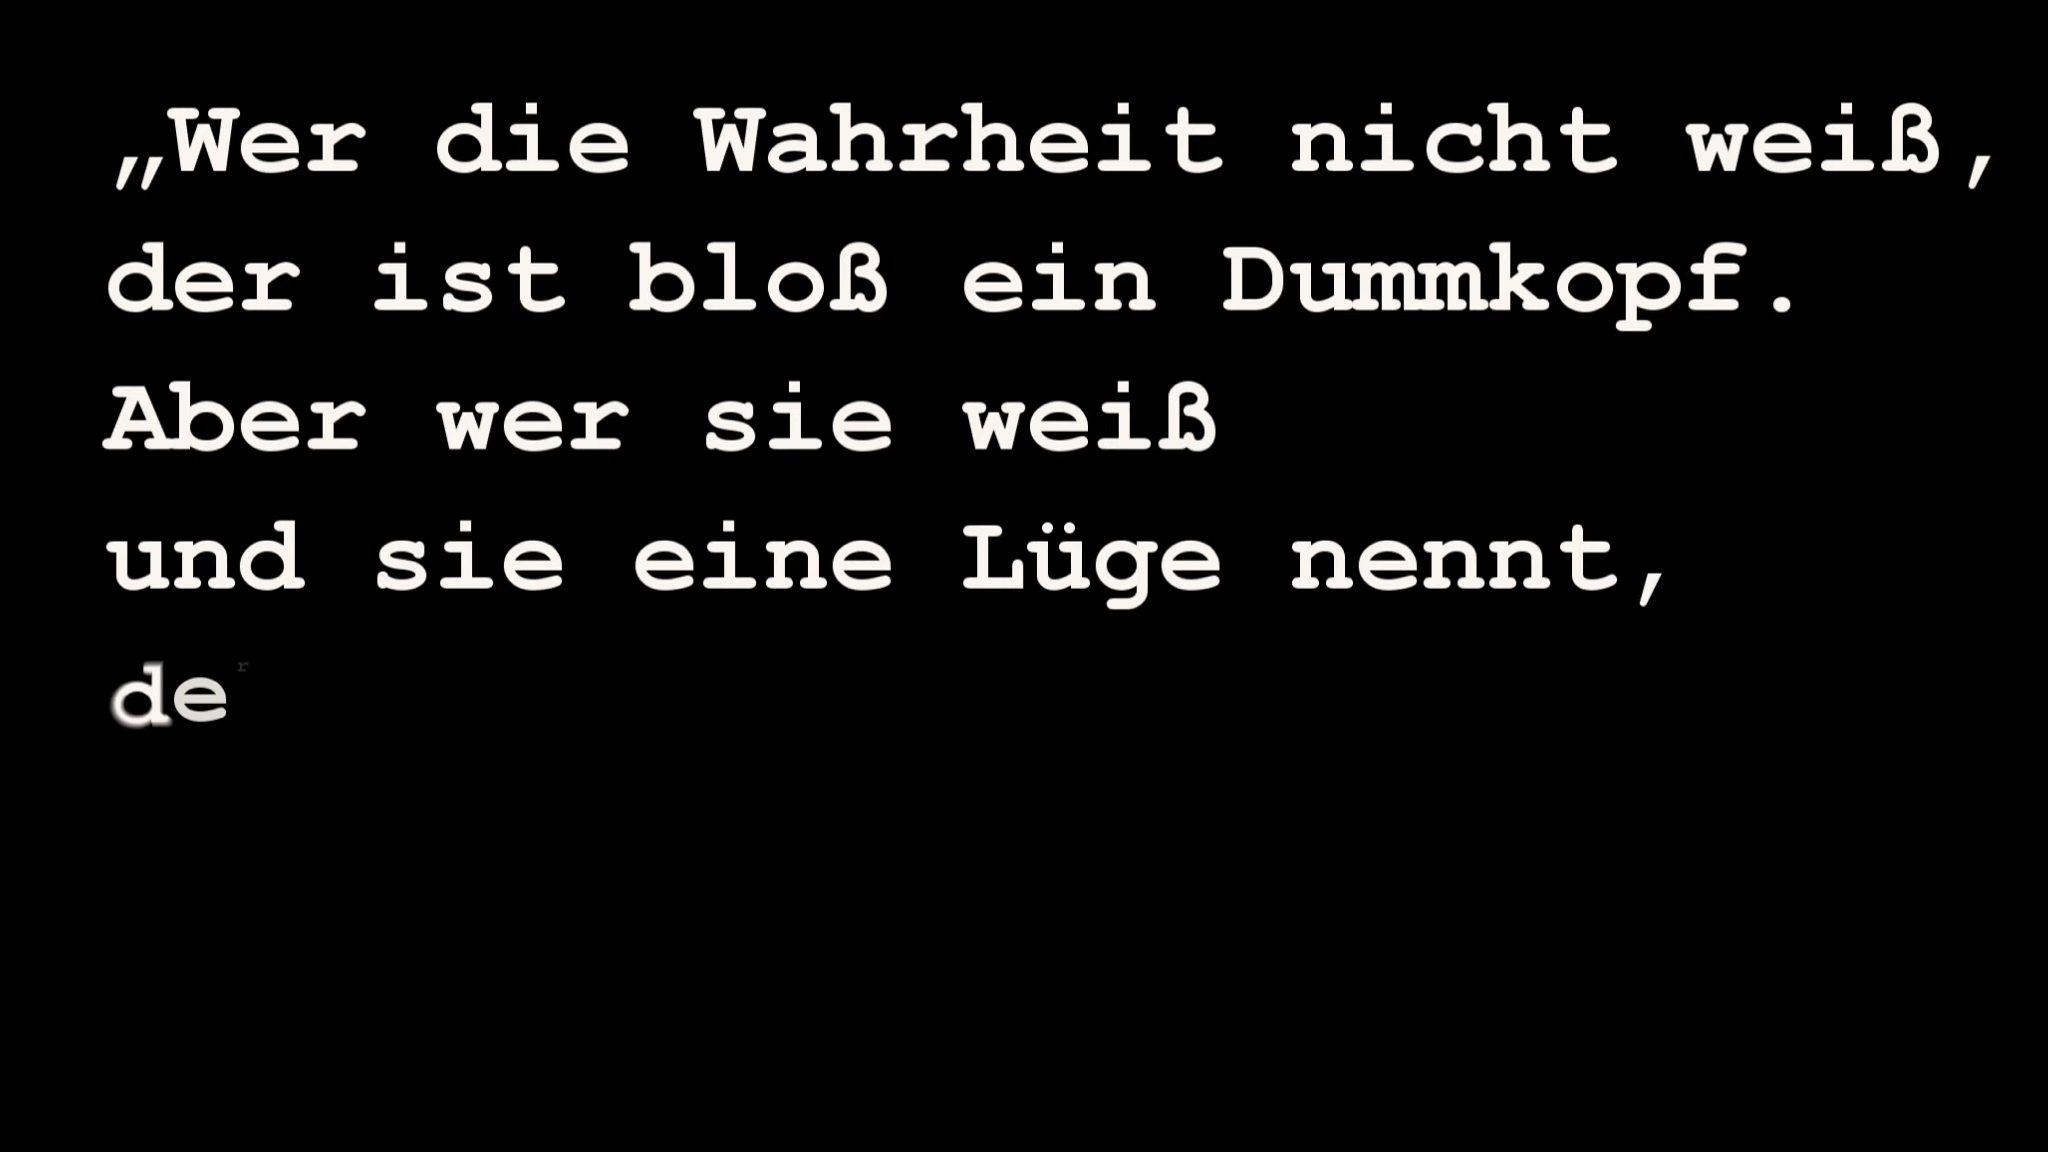 „Wer die Wahrheit nicht weiß,
der ist bloß ein Dummkopf.
Aber wer sie weiß
und sie eine Lüge nennt,
der